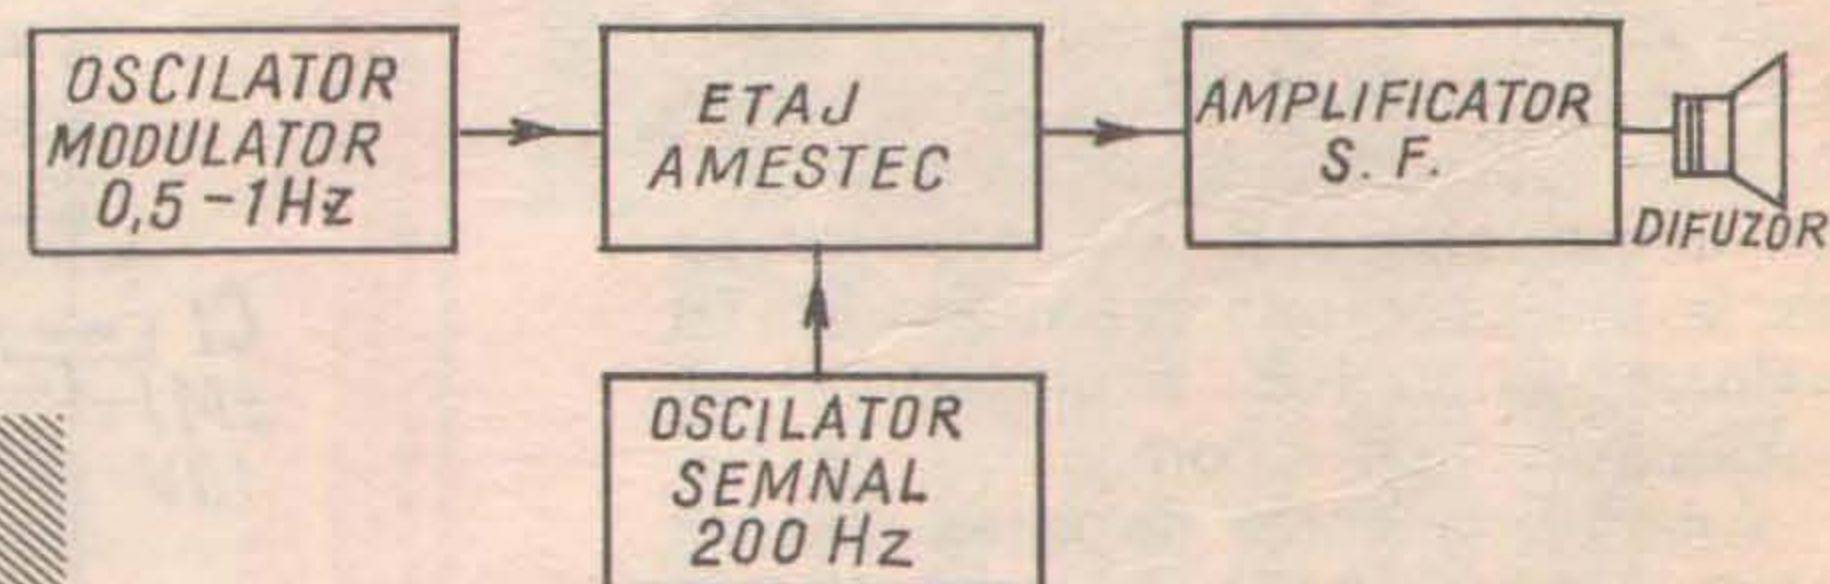 OSCILATOR
MODULATOR
0,5-1Hz
ETAJ
AMESTEC
AMPLIFICATOR
S. F.
DIFUZOR
OSCILATOR
SEMNAL
200 Hz